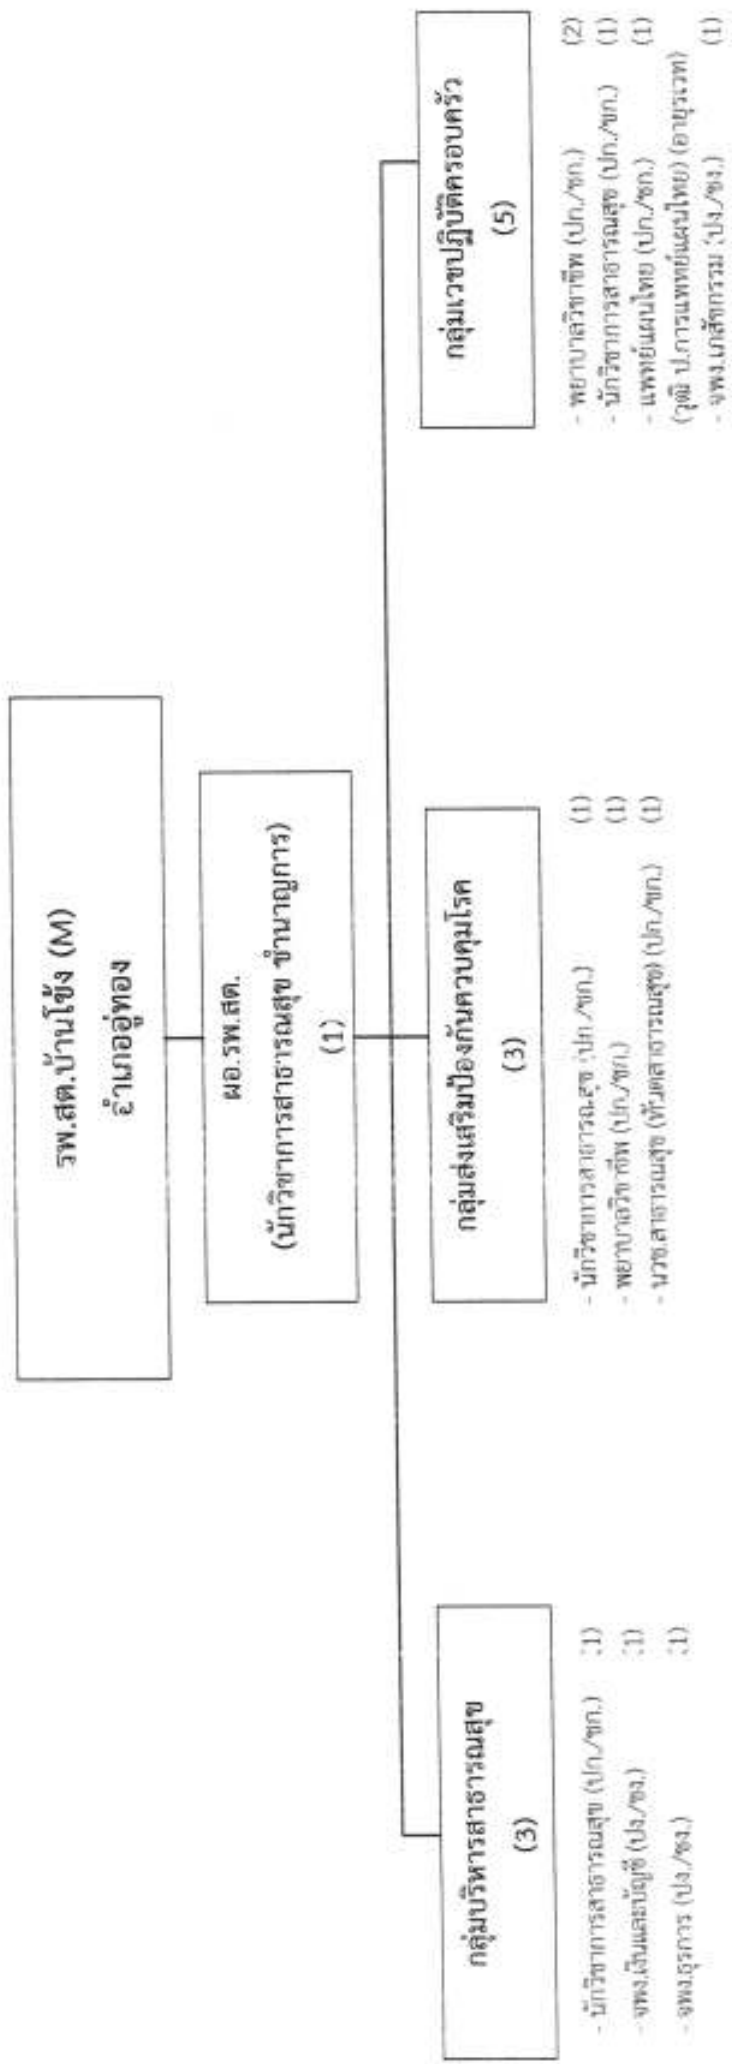 รพ.สต.บ้านโข้ง (M)
อำเภออู่ทอง
ผอ.รพ.สต.
(นักวิชาการสาธารณสุข ชำนาญการ)
(1)
กลุ่มบริหารสาธารณสุข
(3)
- นักวิชาการสาธารณสุข (ปก./ชก.) (1)
- จพง.เงินและบัญชี (ปง./ชง.) (1)
- จพง.ธุรการ (ปง./ชง.) (1)
กลุ่มส่งเสริมป้องกันควบคุมโรค
(3)
- นักวิชาการสาธารณสุข (ปก./ชก.) (1)
- พยาบาลวิชาชีพ (ปก./ชก.) (1)
- นวช.สาธารณสุข (ทันตสาธารณสุข) (ปก./ชก.) (1)
กลุ่มเวชปฏิบัติครอบครัว
(5)
- พยาบาลวิชาชีพ (ปก./ชก.) (2)
- นักวิชาการสาธารณสุข (ปก./ชก.) (1)
- แพทย์แผนไทย (ปก./ชก.) (1)
(วุฒิ ป.การแพทย์แผนไทย) (อายุรเวท)
- จพง.เภสัชกรรม (ปง./ชง.) (1)